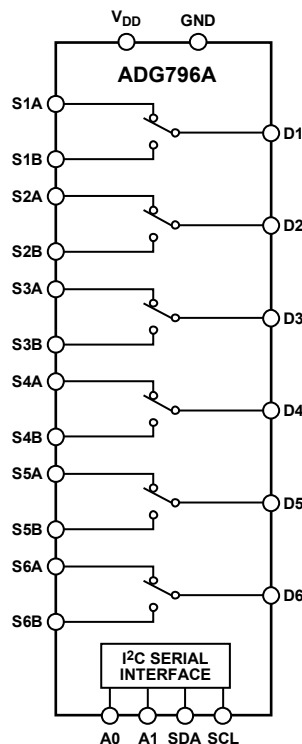 VDD GND
ADG796A
S1A
D1
S1B
S2A
D2
S2B
S3A
D3
S3B
S4A
D4
S4B
S5A
D5
S5B
S6A
D6
S6B
I2C SERIAL
INTERFACE
A0 A1 SDA SCL